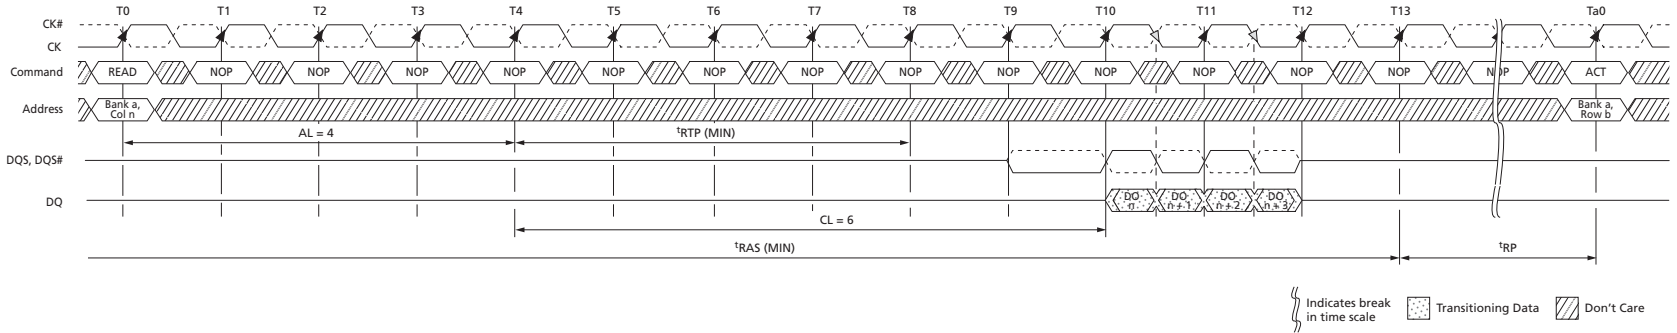 T0 T1 T2 T3 T4 T5 T6 T7 T8 T9 T10 T11 T12 T13 Ta0
CK#
CK
Command READ NOP NOP NOP NOP NOP NOP NOP NOP NOP NOP NOP NOP NOP NOP ACT
Address Bank a, Col n Bank a, Row b
AL = 4 tRTP (MIN)
DQS, DQS#
DQ DO n DO n + 1 DO n + 2 DO n + 3
CL = 6
tRAS (MIN) tRP
Indicates break in time scale Transitioning Data Don't Care